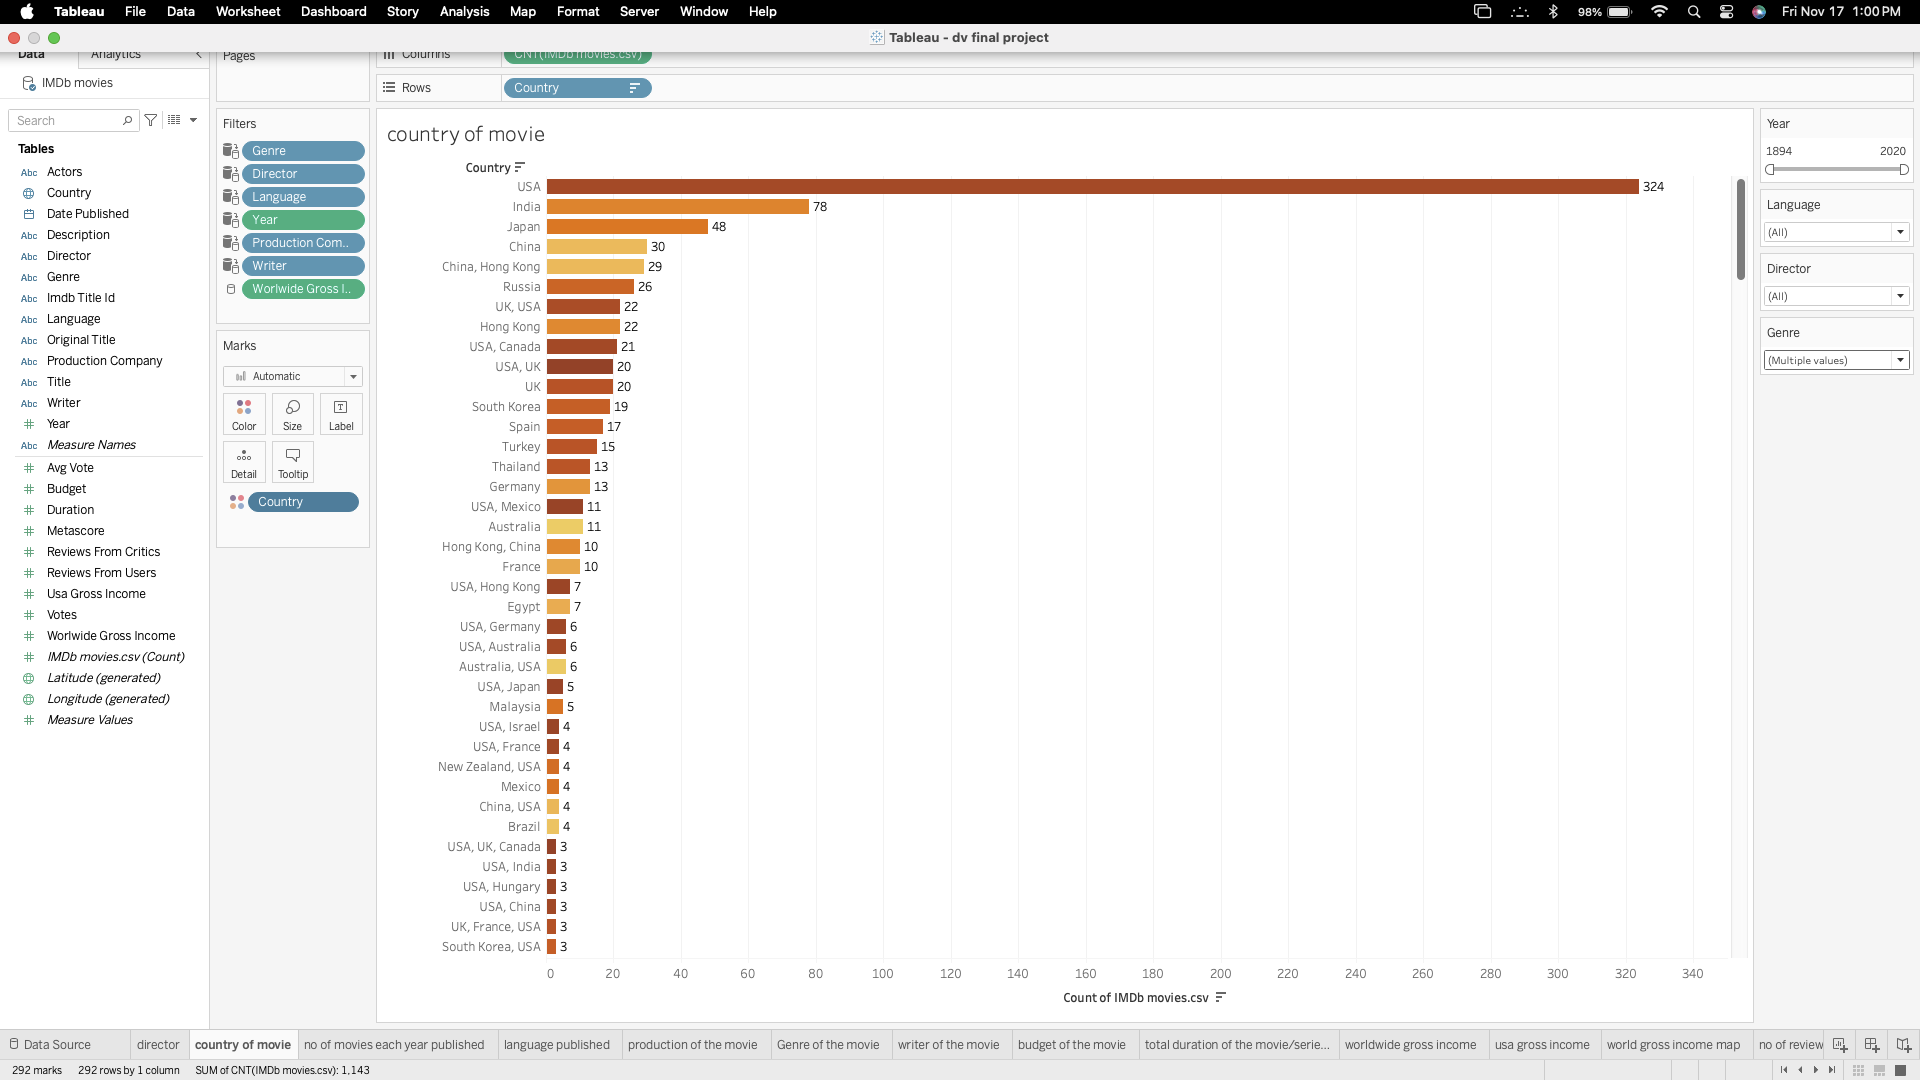 Tableau File Data Worksheet Dashboard Story Analysis Map Format Server Window Help 98% Fri Nov 17 1:00 PM
Tableau - dv final project
Data Analytics
IMDb movies
Search
Tables
Abc Actors
Country
Date Published
Abc Description
Abc Director
Abc Genre
Abc Imdb Title Id
Abc Language
Abc Original Title
Abc Production Company
Abc Title
Abc Writer
# Year
Abc Measure Names
# Avg Vote
# Budget
# Duration
# Metascore
# Reviews From Critics
# Reviews From Users
# Usa Gross Income
# Votes
# Worlwide Gross Income
# IMDb movies.csv (Count)
Latitude (generated)
Longitude (generated)
# Measure Values
Pages
Filters
Genre
Director
Language
Year
Production Com..
Writer
Worlwide Gross I..
Marks
Automatic
Color Size Label
Detail Tooltip
Country
Columns CNT(IMDb movies.csv)
Rows Country
country of movie
Country
USA 324
India 78
Japan 48
China 30
China, Hong Kong 29
Russia 26
UK, USA 22
Hong Kong 22
USA, Canada 21
USA, UK 20
UK 20
South Korea 19
Spain 17
Turkey 15
Thailand 13
Germany 13
USA, Mexico 11
Australia 11
Hong Kong, China 10
France 10
USA, Hong Kong 7
Egypt 7
USA, Germany 6
USA, Australia 6
Australia, USA 6
USA, Japan 5
Malaysia 5
USA, Israel 4
USA, France 4
New Zealand, USA 4
Mexico 4
China, USA 4
Brazil 4
USA, UK, Canada 3
USA, India 3
USA, Hungary 3
USA, China 3
UK, France, USA 3
South Korea, USA 3
0 20 40 60 80 100 120 140 160 180 200 220 240 260 280 300 320 340
Count of IMDb movies.csv
Year
1894 2020
Language
(All)
Director
(All)
Genre
(Multiple values)
Data Source director country of movie no of movies each year published language published production of the movie Genre of the movie writer of the movie budget of the movie total duration of the movie/serie... worldwide gross income usa gross income world gross income map no of review
292 marks 292 rows by 1 column SUM of CNT(IMDb movies.csv): 1,143